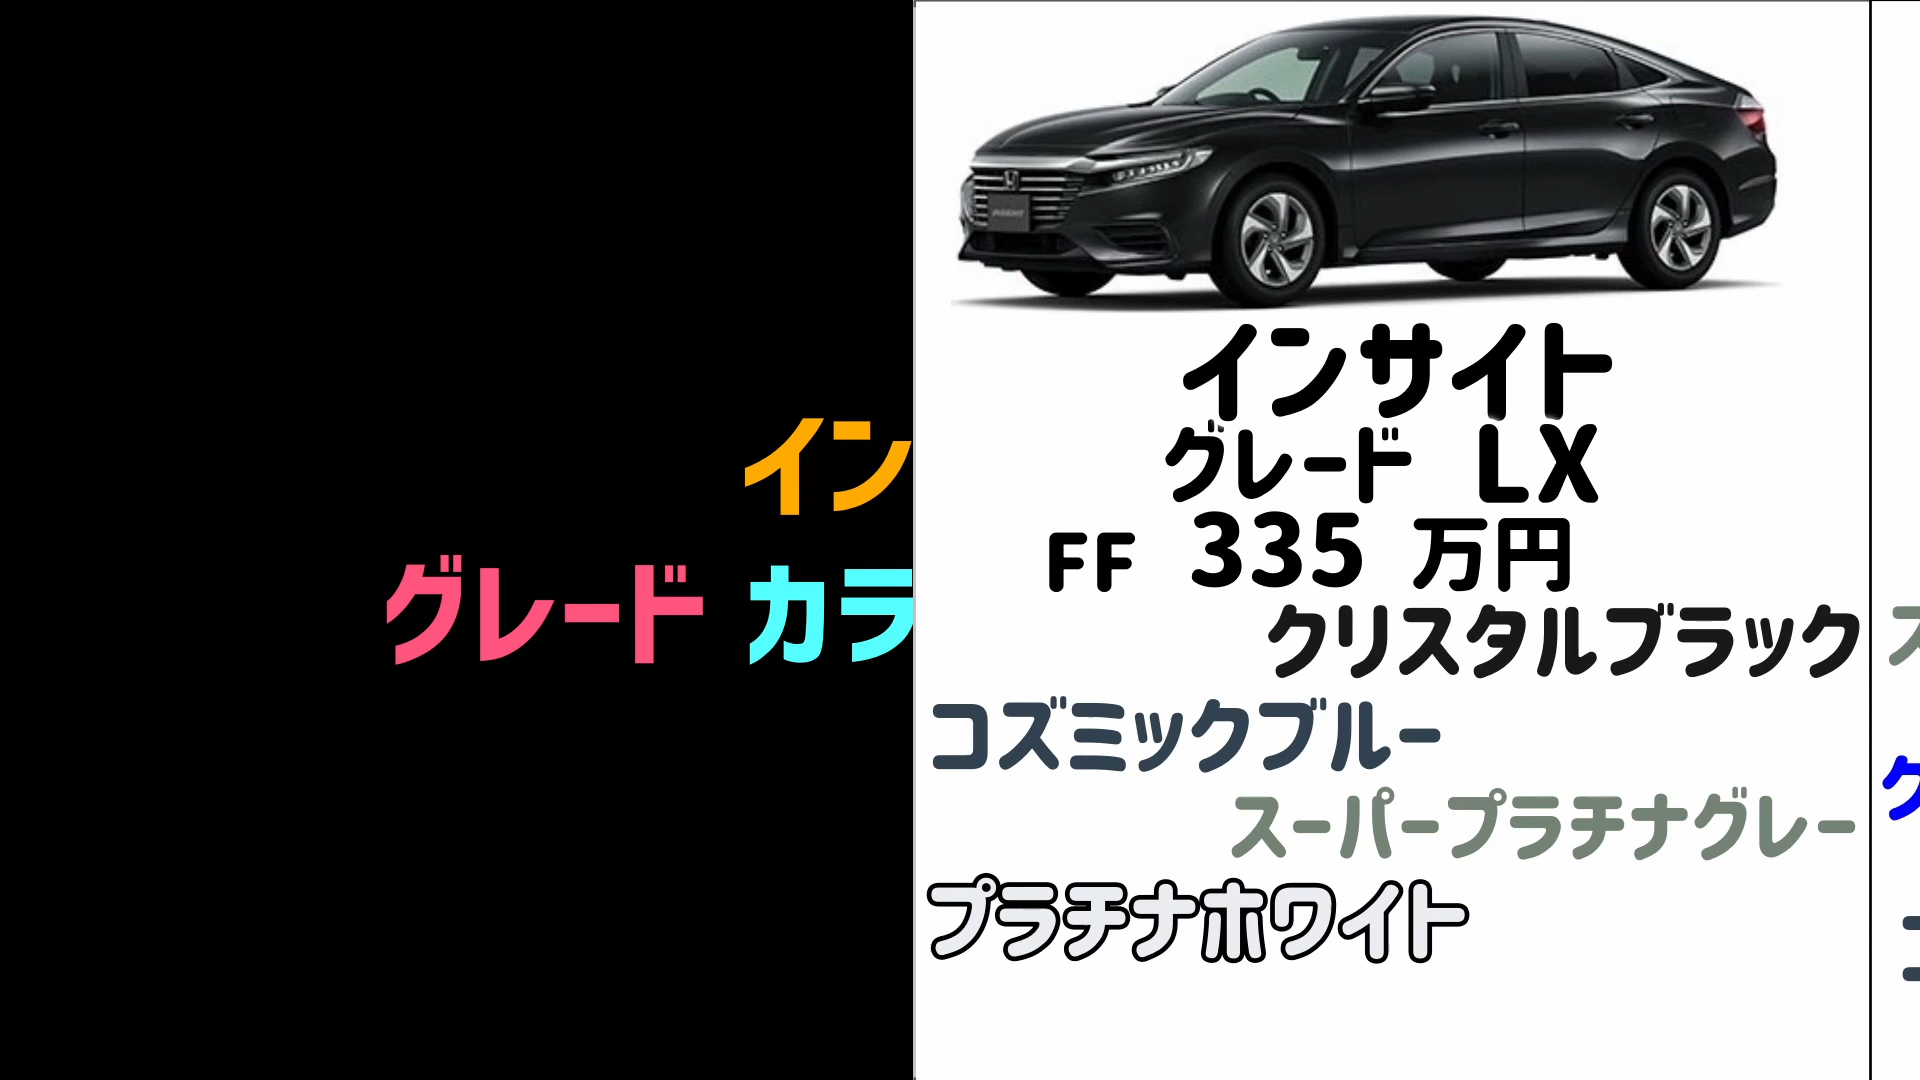 イン
グレード カラ
インサイト
グレード LX
FF 335 万円
クリスタルブラック
コズミックブルー
スーパープラチナグレー
プラチナホワイト